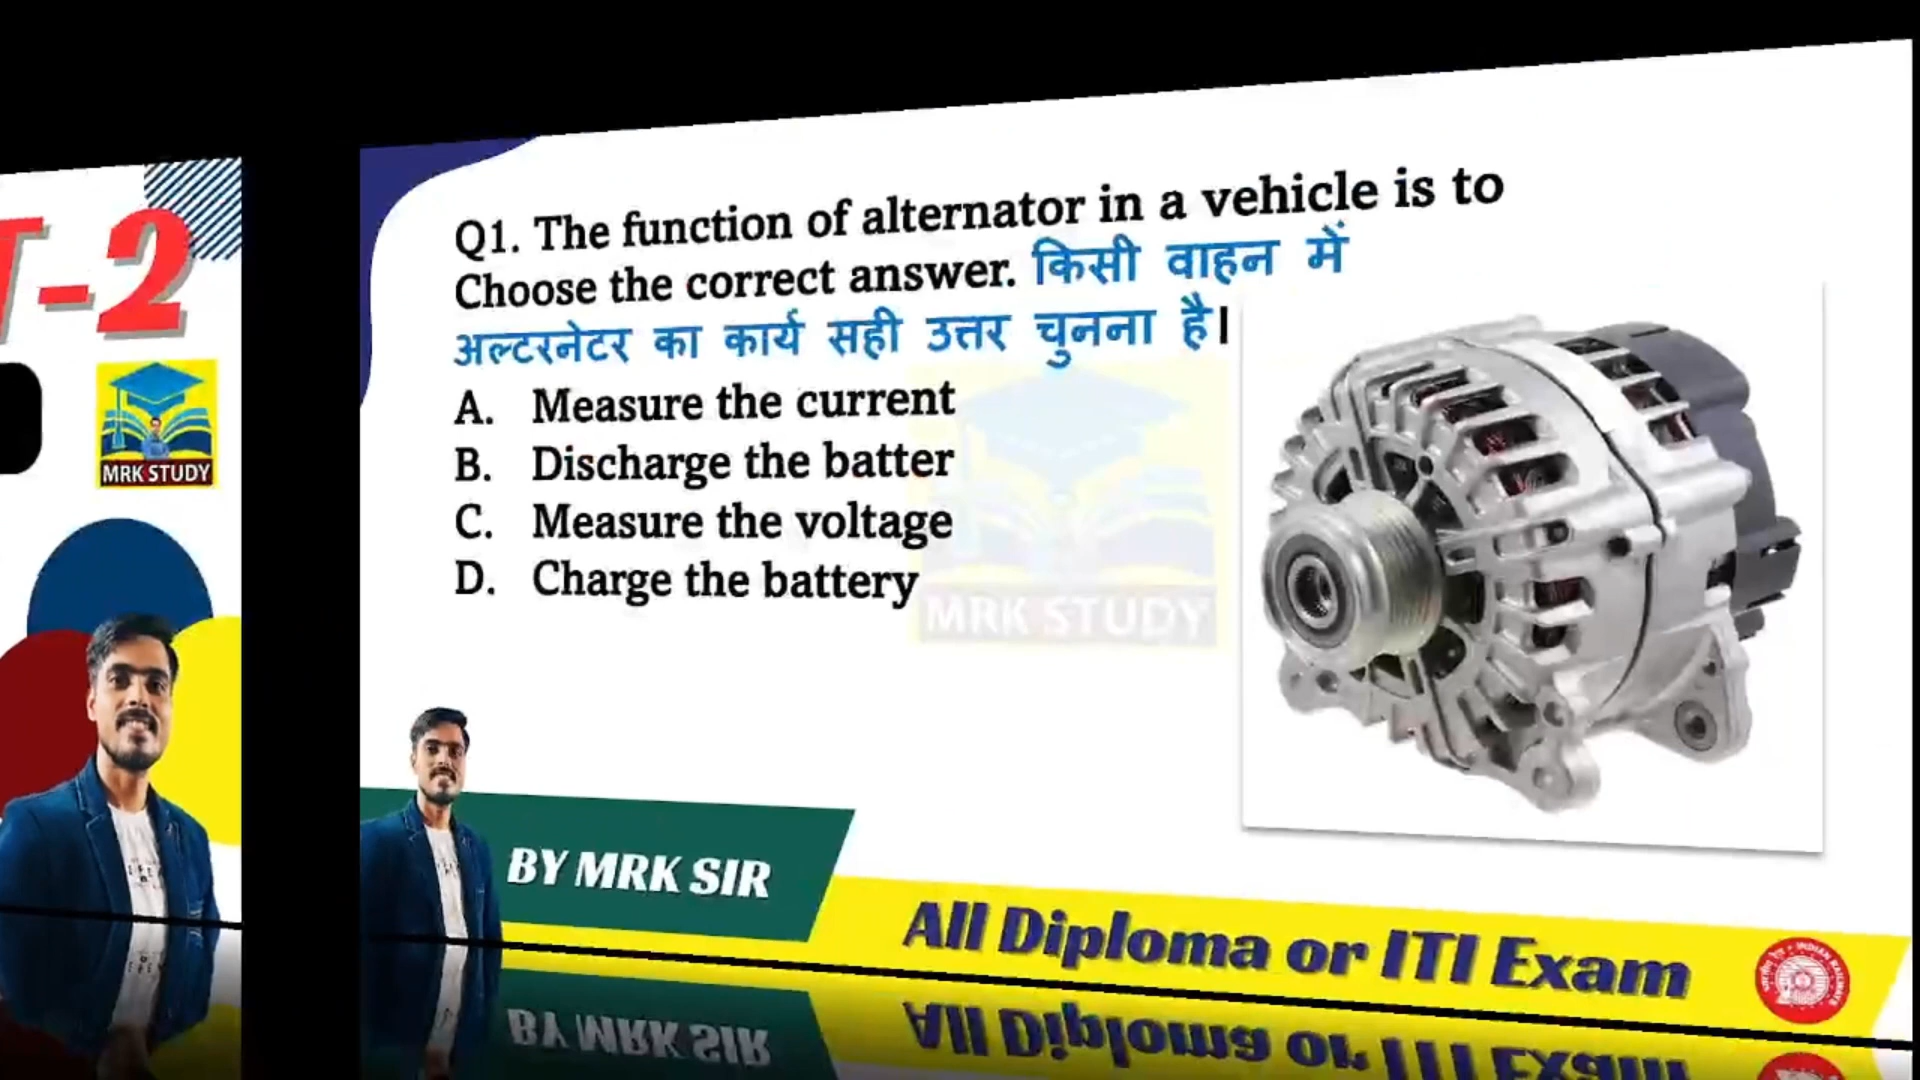 T-2
MRK STUDY
Q1. The function of alternator in a vehicle is to
Choose the correct answer. किसी वाहन में
अल्टरनेटर का कार्य सही उत्तर चुनना है।
A. Measure the current
B. Discharge the batter
C. Measure the voltage
D. Charge the battery
MRK STUDY
BY MRK SIR
All Diploma or ITI Exam